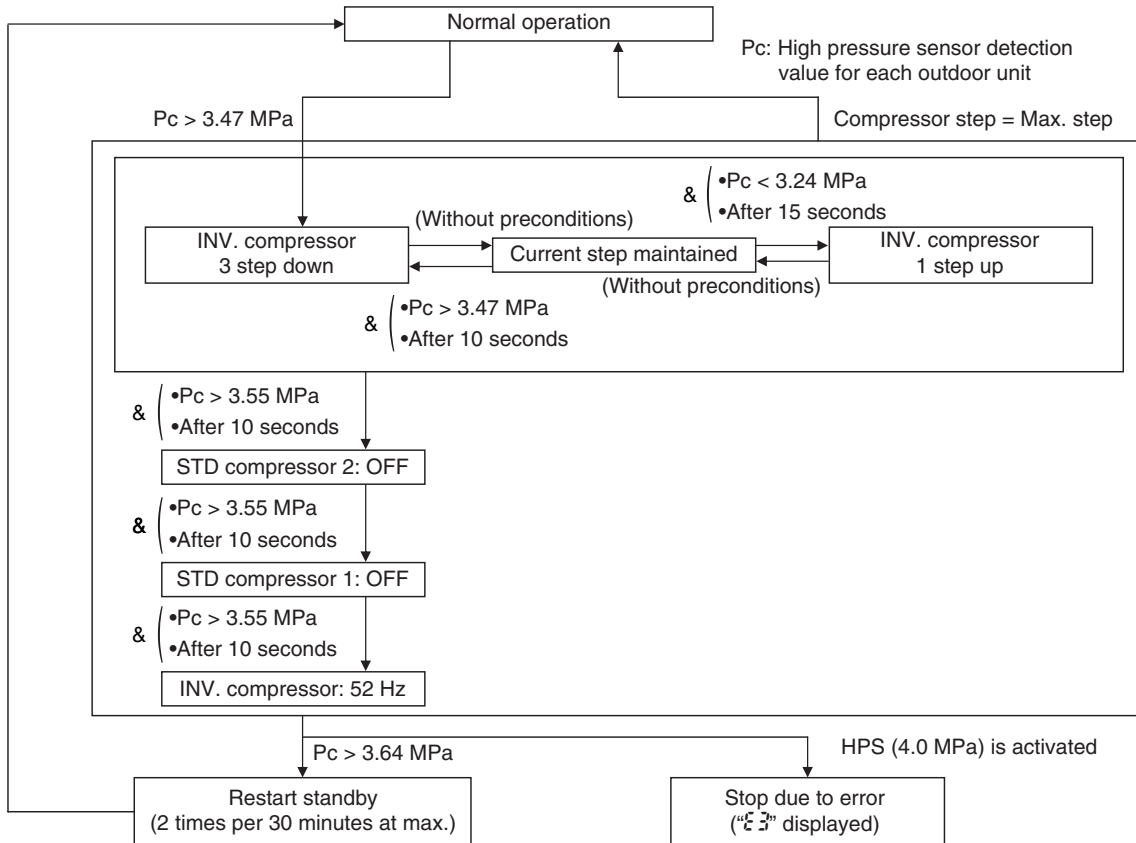 Normal operation
Pc: High pressure sensor detection
value for each outdoor unit
Pc > 3.47 MPa
Compressor step = Max. step
& •Pc < 3.24 MPa
•After 15 seconds
(Without preconditions)
INV. compressor
3 step down
Current step maintained
INV. compressor
1 step up
(Without preconditions)
& •Pc > 3.47 MPa
•After 10 seconds
& •Pc > 3.55 MPa
•After 10 seconds
STD compressor 2: OFF
& •Pc > 3.55 MPa
•After 10 seconds
STD compressor 1: OFF
& •Pc > 3.55 MPa
•After 10 seconds
INV. compressor: 52 Hz
Pc > 3.64 MPa
HPS (4.0 MPa) is activated
Restart standby
(2 times per 30 minutes at max.)
Stop due to error
(“E3” displayed)